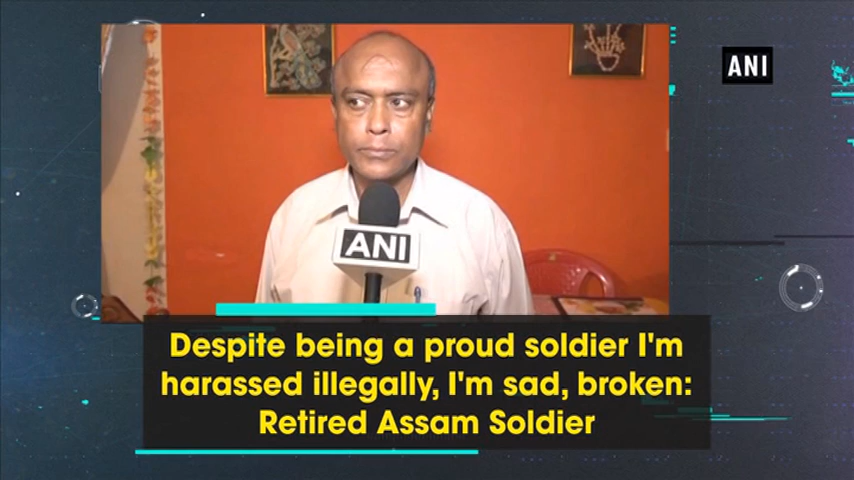 ANI
ANI
Despite being a proud soldier I'm
harassed illegally, I'm sad, broken:
Retired Assam Soldier